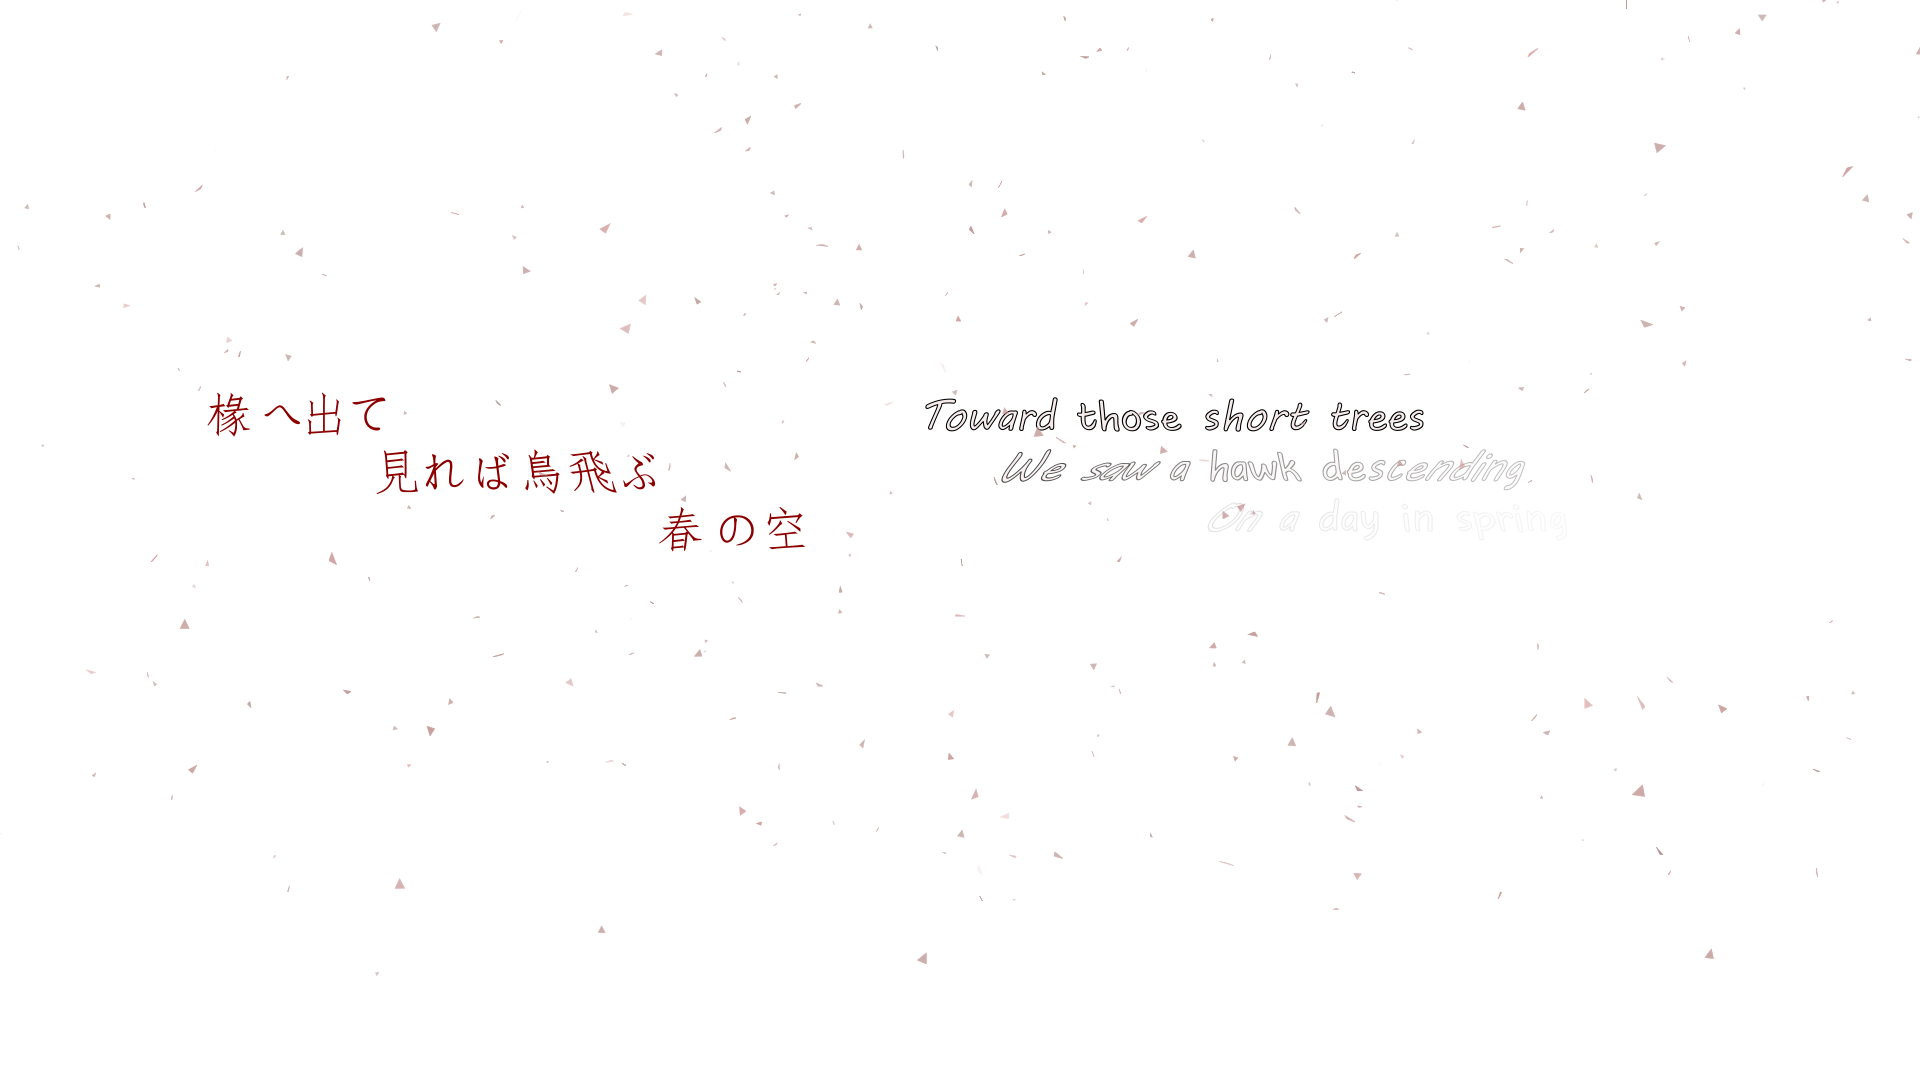 椽へ出て
見れば鳥飛ぶ
春の空
Toward those short trees
We saw a hawk descending,
On a day in spring